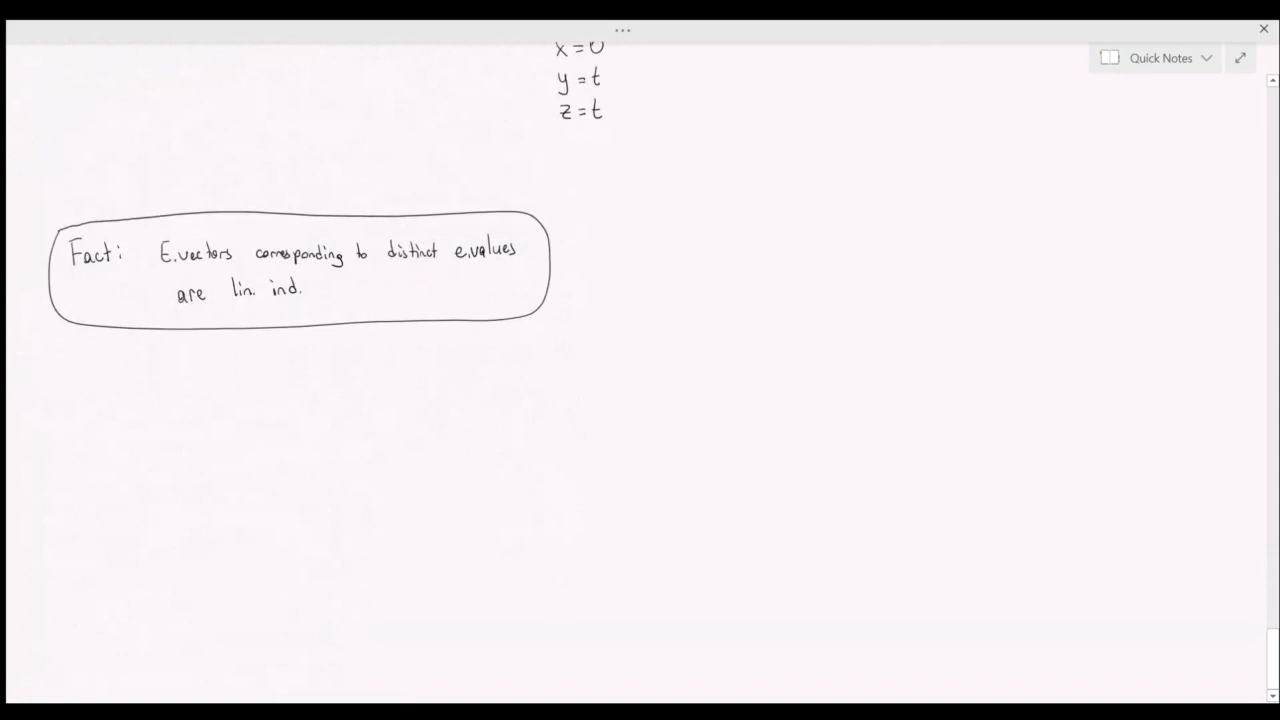 x = 0
Quick Notes
y = t
z = t
Fact: E.vectors corresponding to distinct e.values
are lin. ind.